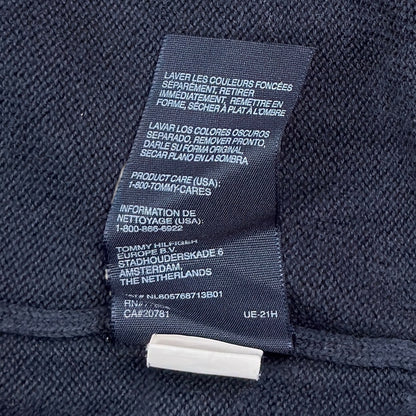 LAVER LES COULEURS FONCÉES
SÉPARÉMENT, RETIRER
IMMÉDIATEMENT, REMETTRE EN
FORME, SÉCHER À PLAT À L'OMBRE
LAVAR LOS COLORES OSCUROS
SEPARADO, REMOVER PRONTO,
DARLE SU FORMA ORIGINAL,
SECAR PLANO EN LA SOMBRA
PRODUCT CARE (USA):
1-800-TOMMY-CARES
INFORMATION DE
NETTOYAGE (USA):
1-800-866-6922
TOMMY HILFIGER
EUROPE B.V.
STADHOUDERSKADE 6
AMSTERDAM,
THE NETHERLANDS
NL805768713B01
CA#20781 UE-21H